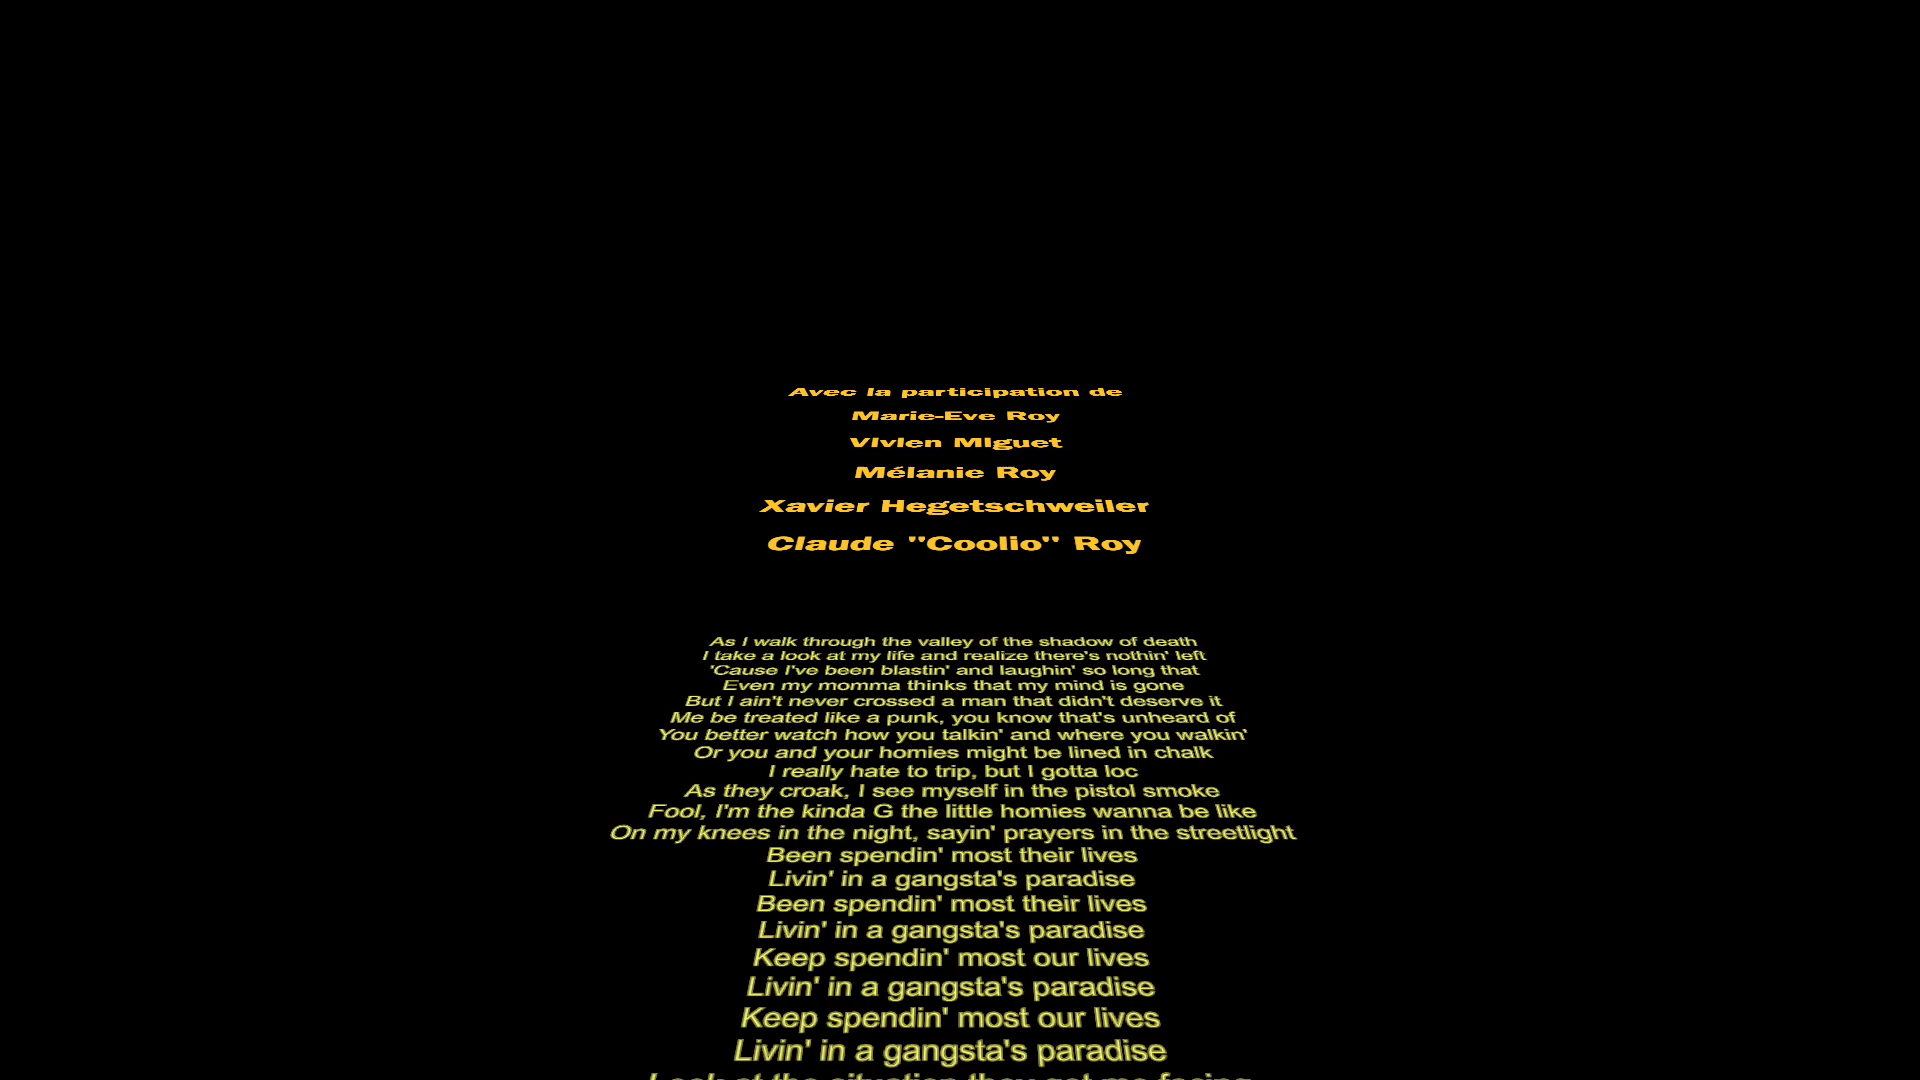 Avec la participation de
Marie-Eve Roy
Vivien Miguet
Mélanie Roy
Xavier Hegetschweiler
Claude "Coolio" Roy
As I walk through the valley of the shadow of death
I take a look at my life and realize there's nothin' left
'Cause I've been blastin' and laughin' so long that
Even my momma thinks that my mind is gone
But I ain't never crossed a man that didn't deserve it
Me be treated like a punk, you know that's unheard of
You better watch how you talkin' and where you walkin'
Or you and your homies might be lined in chalk
I really hate to trip, but I gotta loc
As they croak, I see myself in the pistol smoke
Fool, I'm the kinda G the little homies wanna be like
On my knees in the night, sayin' prayers in the streetlight
Been spendin' most their lives
Livin' in a gangsta's paradise
Been spendin' most their lives
Livin' in a gangsta's paradise
Keep spendin' most our lives
Livin' in a gangsta's paradise
Keep spendin' most our lives
Livin' in a gangsta's paradise
Look at the situation they got me facing